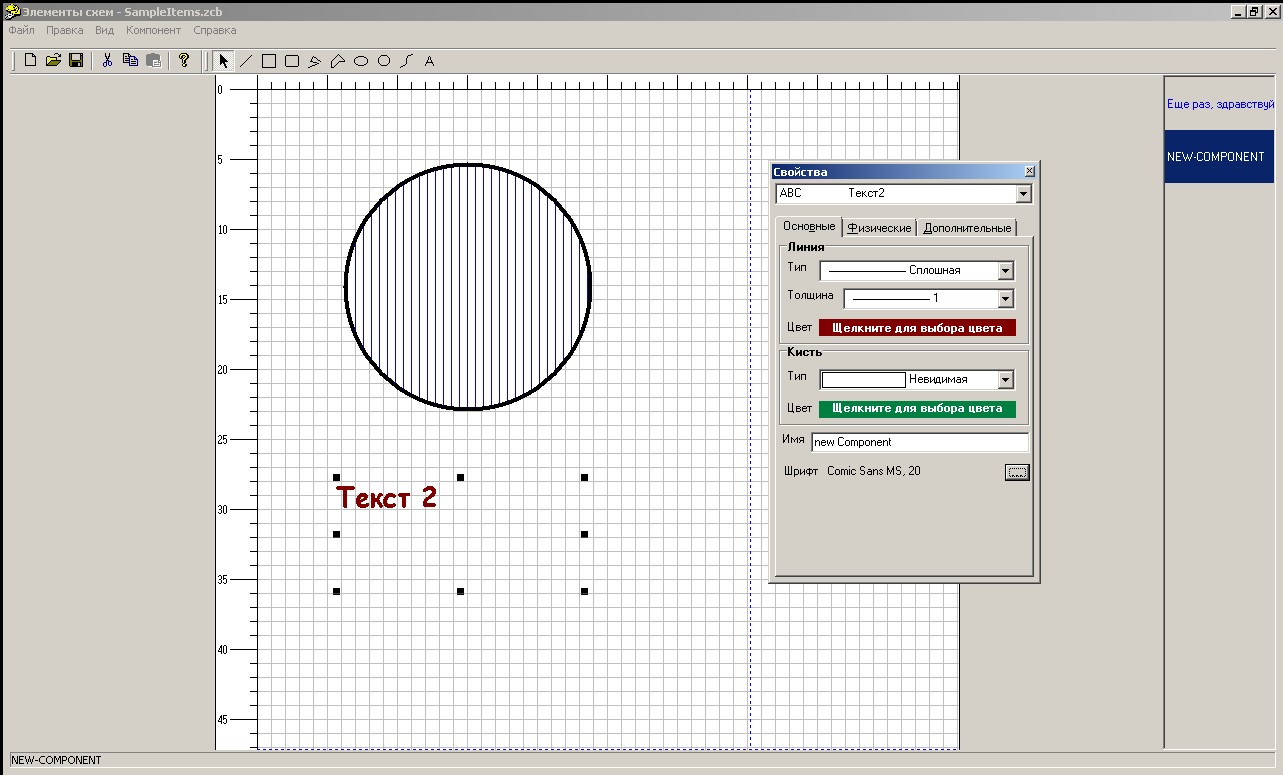 Элементы схем - SampleItems.zcb
Файл Правка Вид Компонент Справка
A
0
5
10
15
20
25
30
35
40
45
Текст 2
Свойства
ABC Текст2
Основные Физические Дополнительные
Линия
Тип Сплошная
Толщина 1
Цвет Щелкните для выбора цвета
Кисть
Тип Невидимая
Цвет Щелкните для выбора цвета
Имя new Component
Шрифт Comic Sans MS, 20
...
Еще раз, здравствуй
NEW-COMPONENT
NEW-COMPONENT